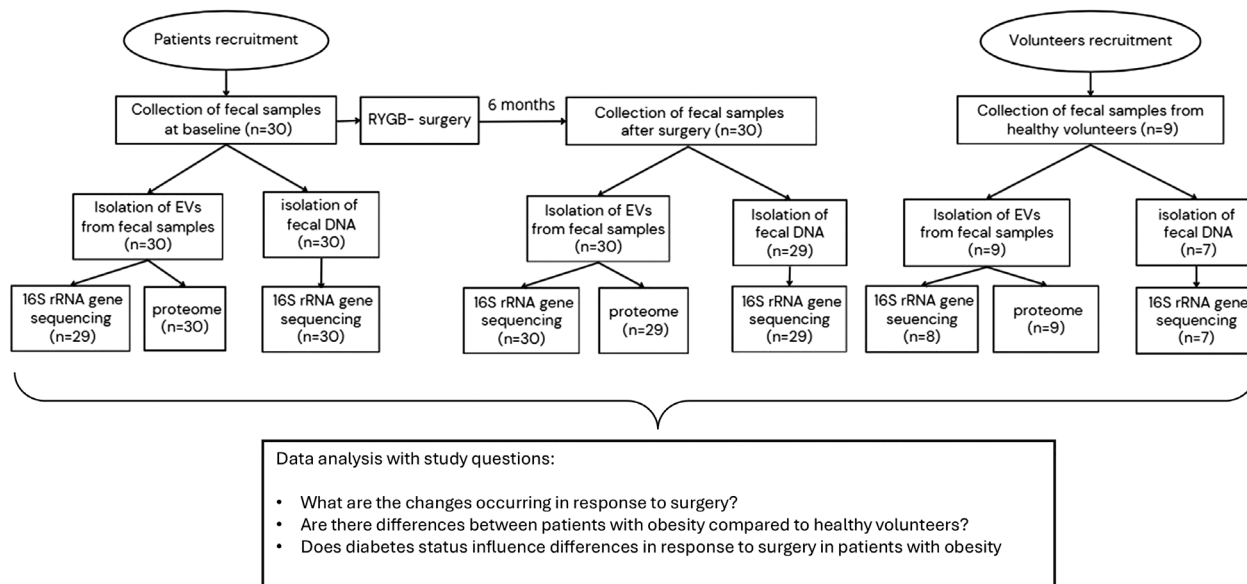 Patients recruitment
Volunteers recruitment
Collection of fecal samples
at baseline (n=30)
RYGB- surgery
6 months
Collection of fecal samples
after surgery (n=30)
Collection of fecal samples from
healthy volunteers (n=9)
Isolation of EVs
from fecal samples
(n=30)
isolation of
fecal DNA
(n=30)
Isolation of EVs
from fecal samples
(n=30)
Isolation of
fecal DNA
(n=29)
Isolation of EVs
from fecal samples
(n=9)
isolation of
fecal DNA
(n=7)
16S rRNA gene
sequencing
(n=29)
proteome
(n=30)
16S rRNA gene
sequencing
(n=30)
16S rRNA gene
sequencing
(n=30)
proteome
(n=29)
16S rRNA gene
sequencing
(n=29)
16S rRNA gene
seuencing
(n=8)
proteome
(n=9)
16S rRNA gene
sequencing
(n=7)
Data analysis with study questions:
• What are the changes occurring in response to surgery?
• Are there differences between patients with obesity compared to healthy volunteers?
• Does diabetes status influence differences in response to surgery in patients with obesity